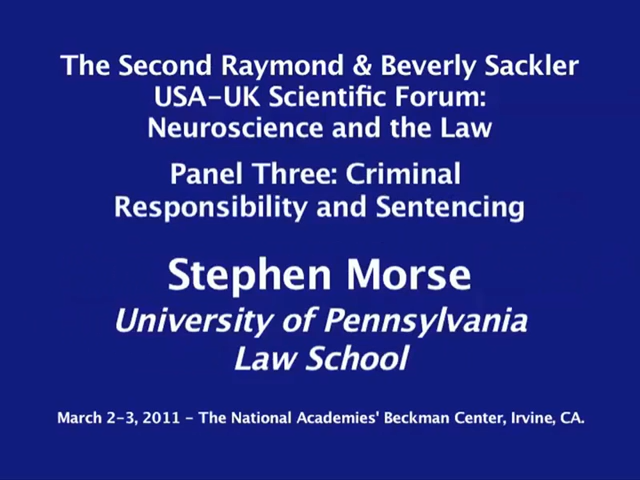 The Second Raymond & Beverly Sackler
USA-UK Scientific Forum:
Neuroscience and the Law
Panel Three: Criminal
Responsibility and Sentencing
Stephen Morse
University of Pennsylvania
Law School
March 2-3, 2011 - The National Academies' Beckman Center, Irvine, CA.